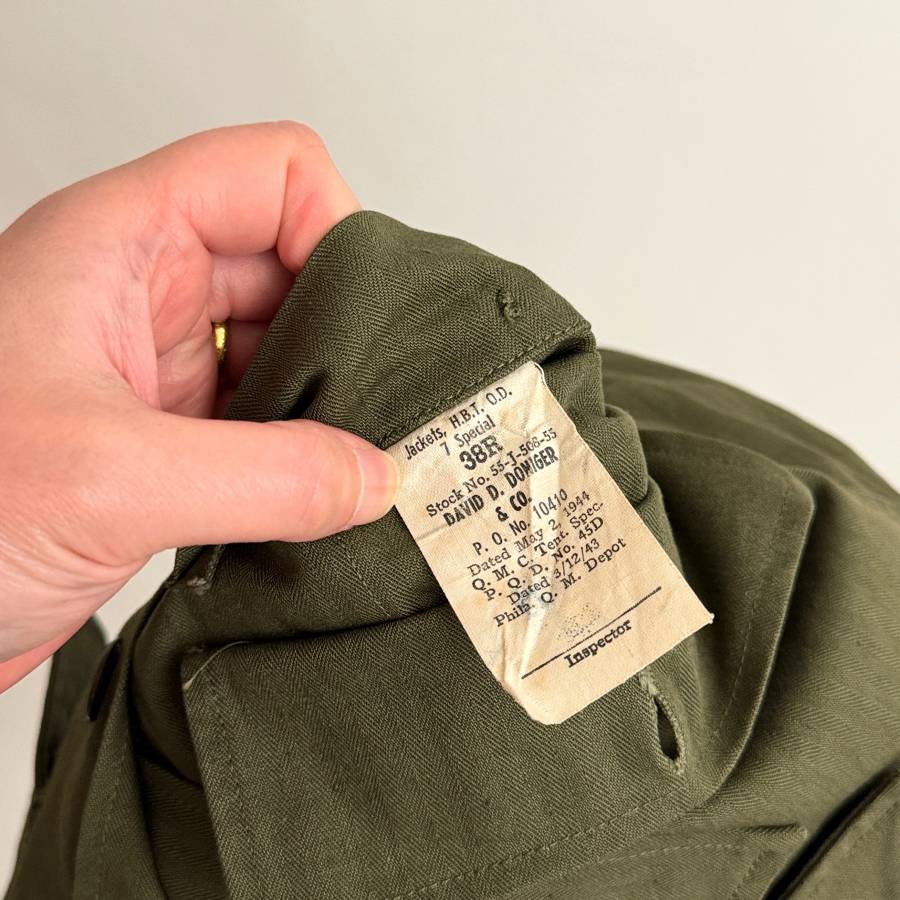 Jackets, H.B.T. O.D.
7 Special
38R
Stock No. 55-J-508-55
DAVID D. DOMIGER
& CO.
P. O. No. 10410
Dated May 2, 1944
Q. M. C. Tent. Spec.
P. Q. D. No. 45D
Dated 3/12/43
Phila. Q. M. Depot
Inspector